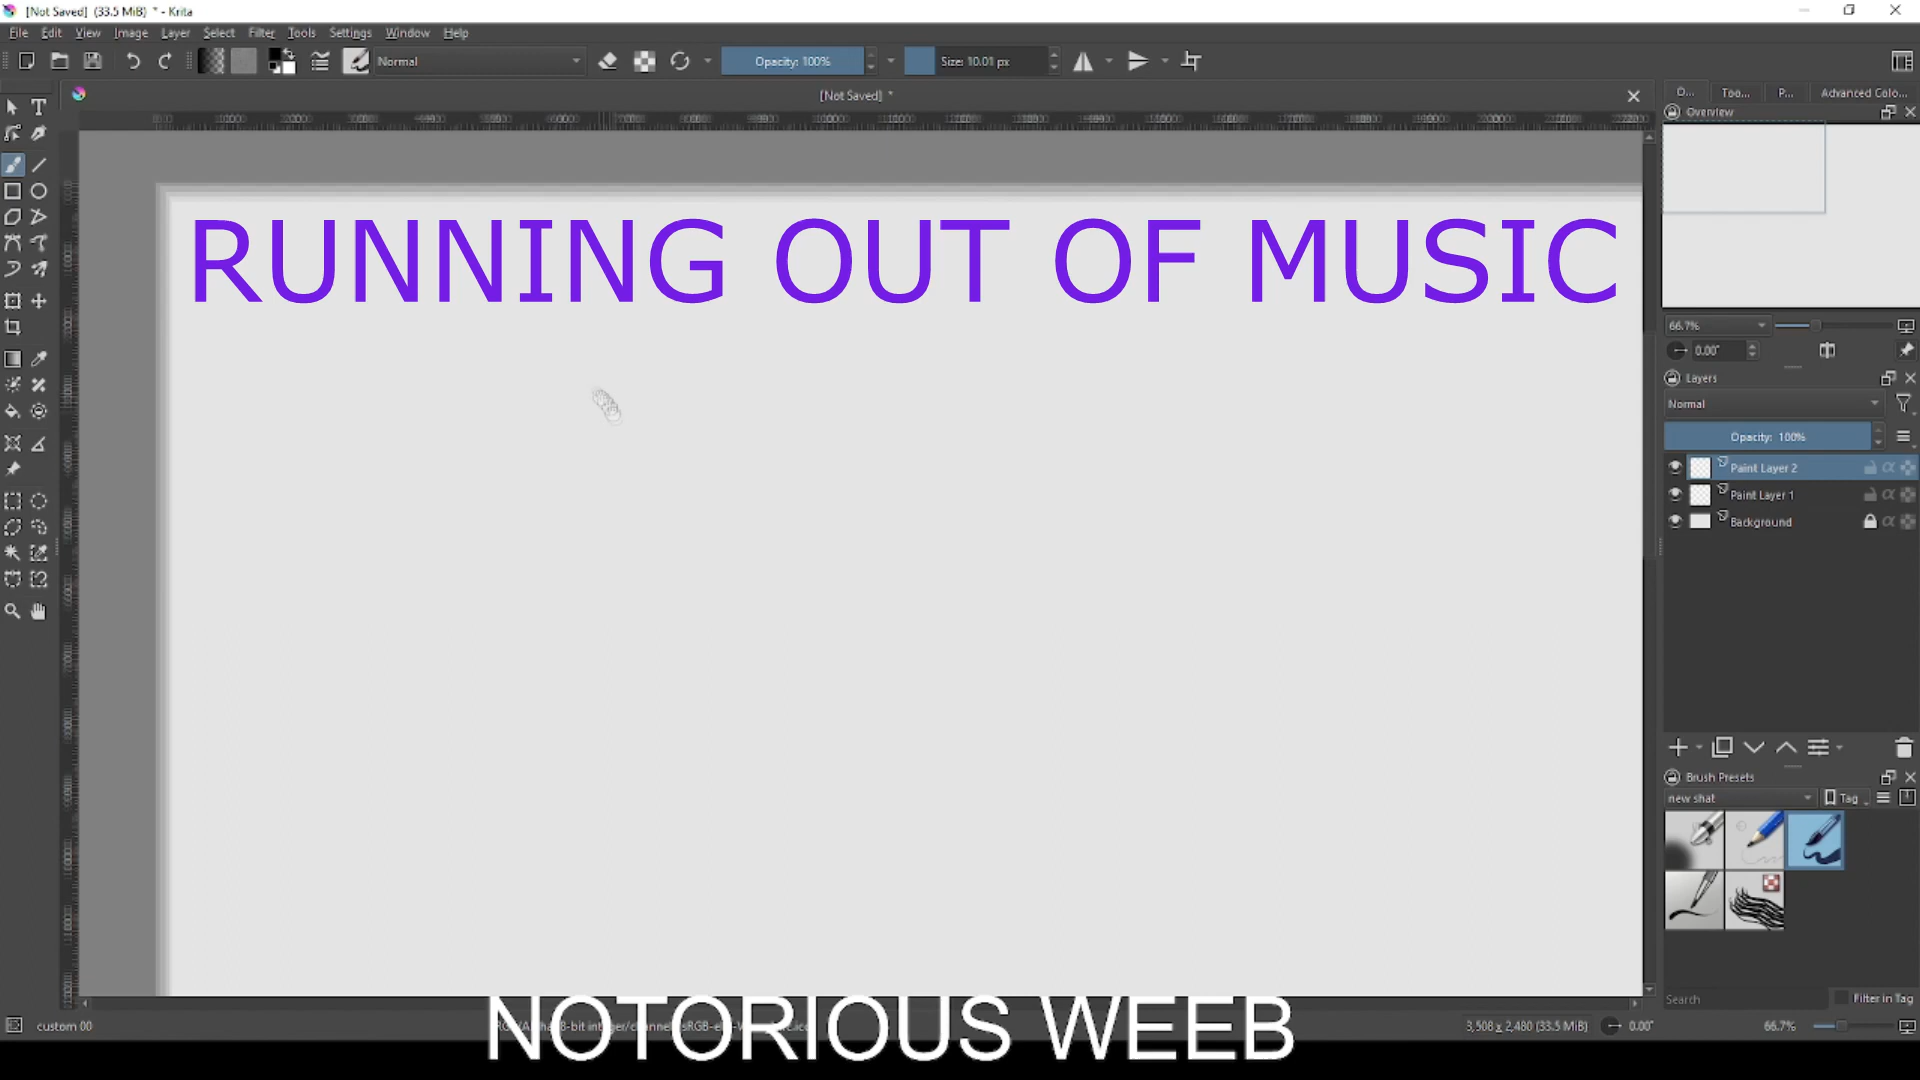 [Not Saved] (33.5 MiB) * - Krita
File Edit View Image Layer Select Filter Tools Settings Window Help
Normal Opacity: 100% Size: 10.01 px
[Not Saved] *
O... Too... P... Advanced Colo...
Overview
RUNNING OUT OF MUSIC
66.7%
0.00°
Layers
Normal
Opacity: 100%
Paint Layer 2
Paint Layer 1
Background
Brush Presets
new shat Tag
Search Filter in Tag
custom 00 3,508 x 2,480 (33.5 MiB) 0.00° 66.7%
NOTORIOUS WEEB